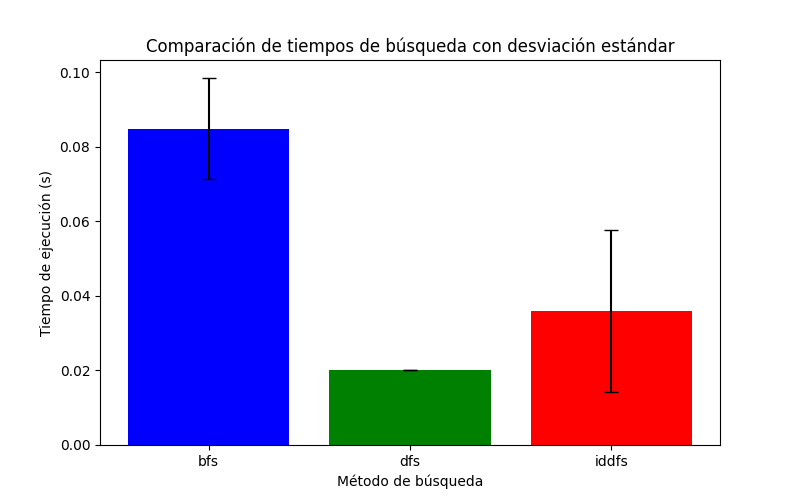 Comparación de tiempos de búsqueda con desviación estándar
0.10
0.08
0.06
0.04
0.02
0.00
Tiempo de ejecución (s)
bfs
dfs
iddfs
Método de búsqueda